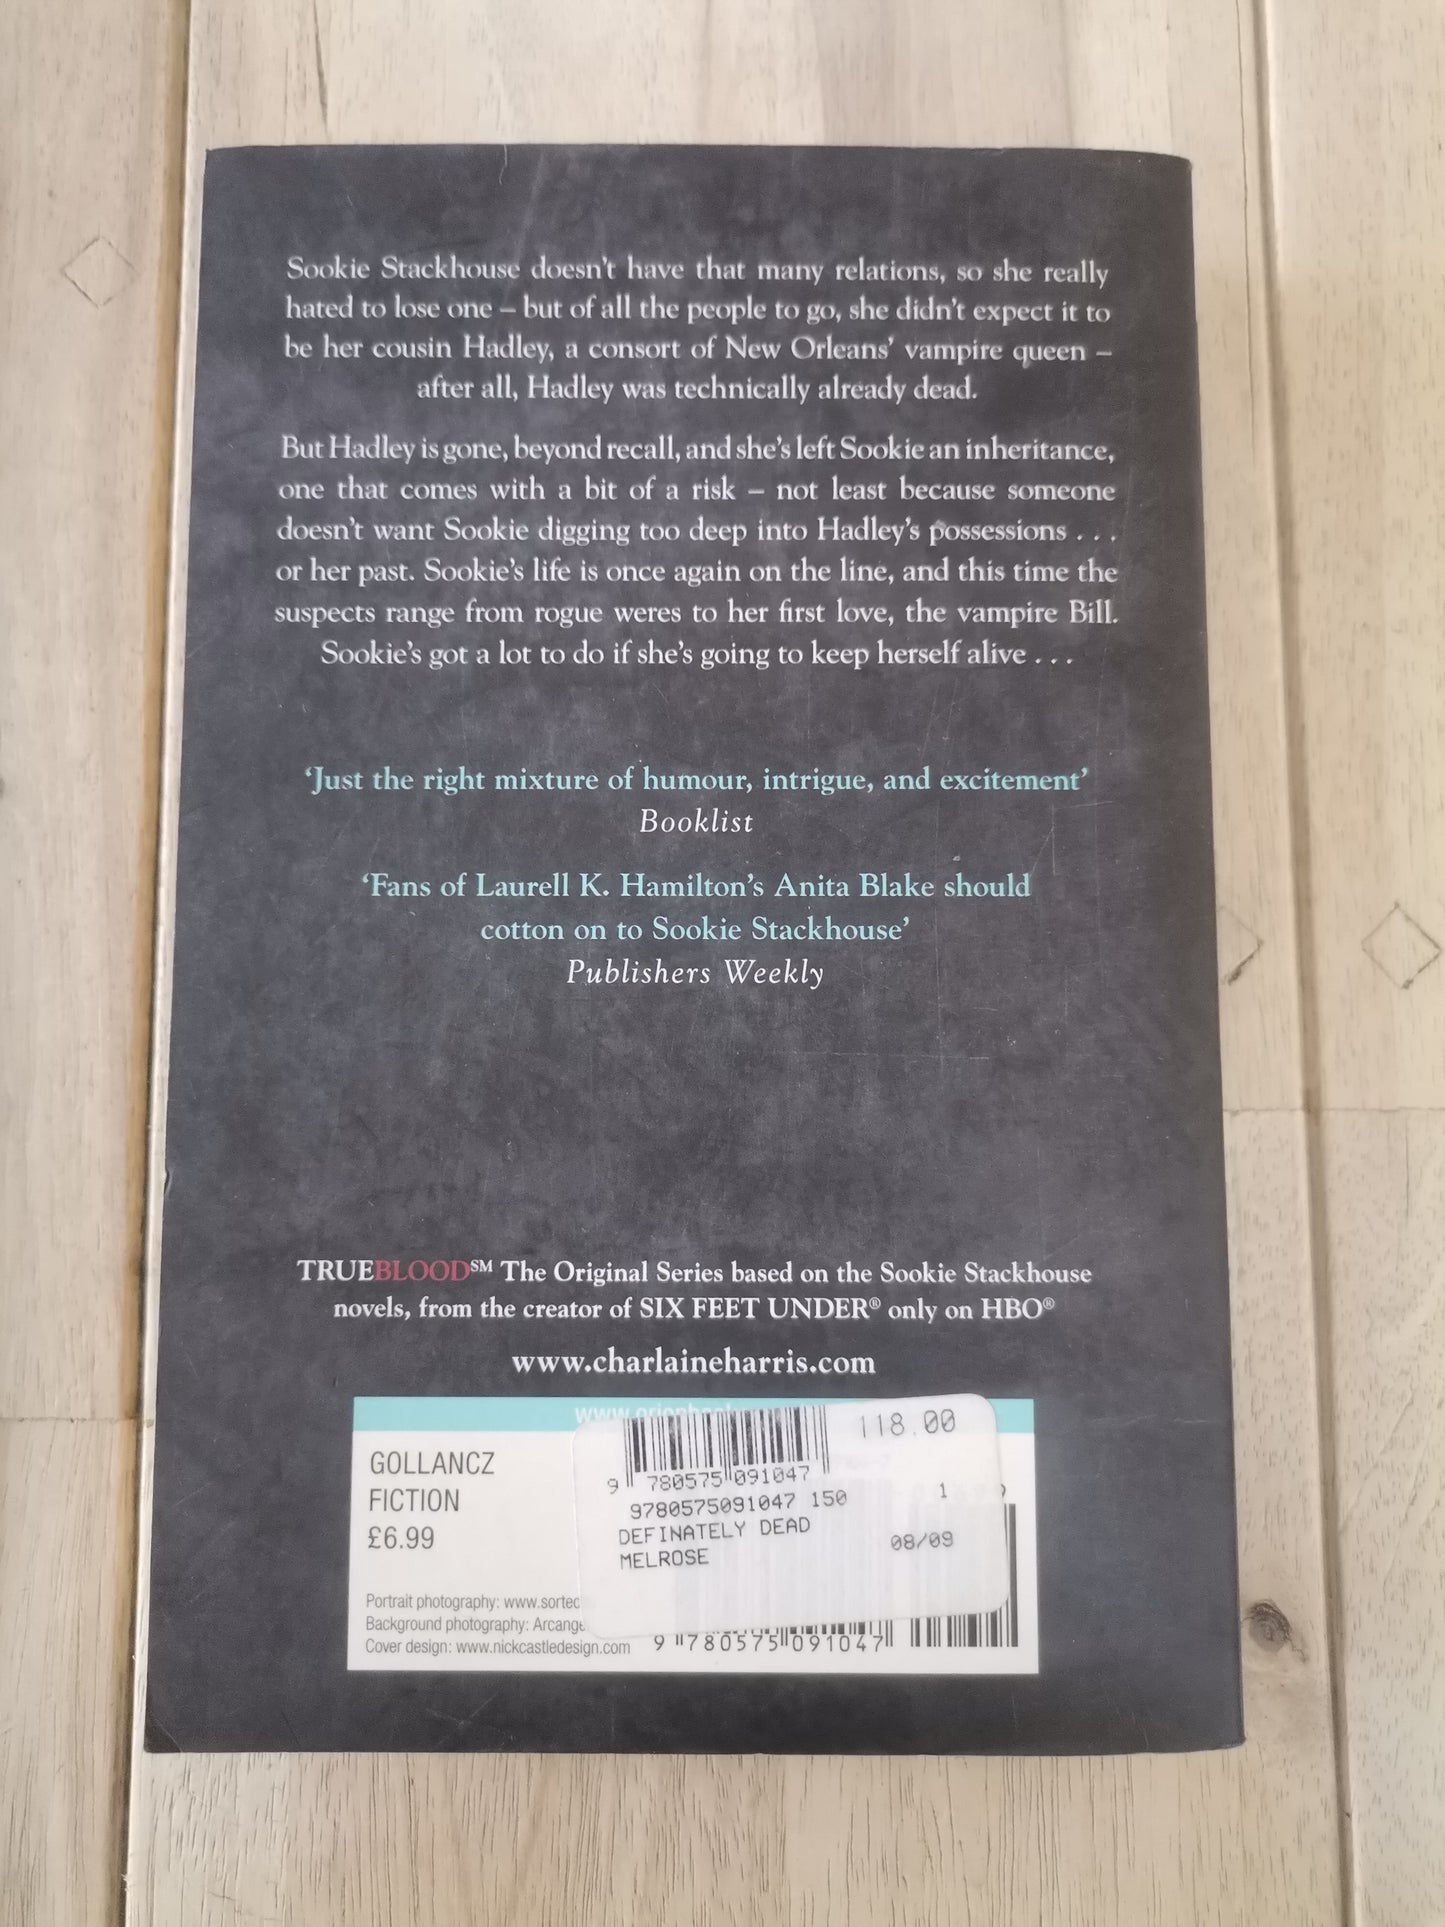 Sookie Stackhouse doesn't have that many relations, so she really
hated to lose one – but of all the people to go, she didn't expect it to
be her cousin Hadley, a consort of New Orleans' vampire queen –
after all, Hadley was technically already dead.
But Hadley is gone, beyond recall, and she's left Sookie an inheritance,
one that comes with a bit of a risk – not least because someone
doesn't want Sookie digging too deep into Hadley's possessions . . .
or her past. Sookie's life is once again on the line, and this time the
suspects range from rogue weres to her first love, the vampire Bill.
Sookie's got a lot to do if she's going to keep herself alive . . .
'Just the right mixture of humour, intrigue, and excitement'
Booklist
'Fans of Laurell K. Hamilton's Anita Blake should
cotton on to Sookie Stackhouse'
Publishers Weekly
TRUEBLOOD℠ The Original Series based on the Sookie Stackhouse
novels, from the creator of SIX FEET UNDER® only on HBO®
www.charlaineharris.com
GOLLANCZ
FICTION
£6.99
Portrait photography: www.sortec
Background photography: Arcange
Cover design: www.nickcastledesign.com
118.00
9 780575 091047
9780575091047 150 1
DEFINATELY DEAD 08/09
MELROSE
9 780575 091047